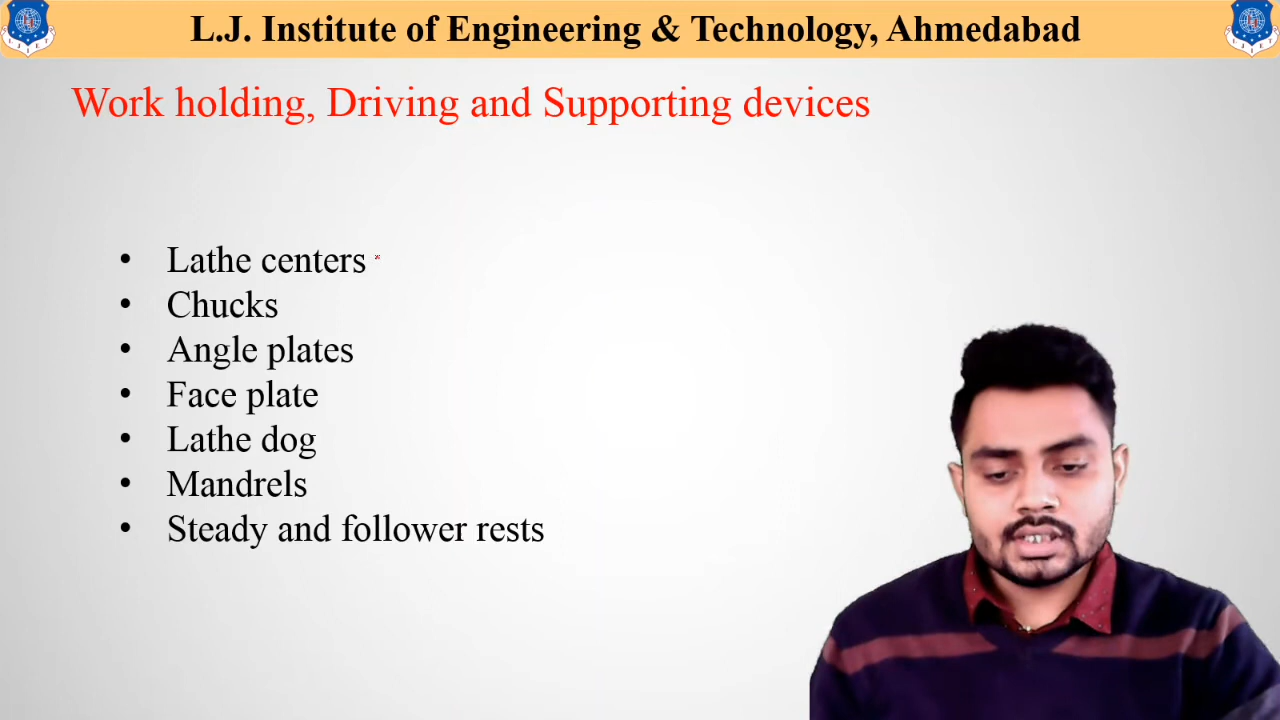 L.J. Institute of Engineering & Technology, Ahmedabad
Work holding, Driving and Supporting devices
• Lathe centers
• Chucks
• Angle plates
• Face plate
• Lathe dog
• Mandrels
• Steady and follower rests